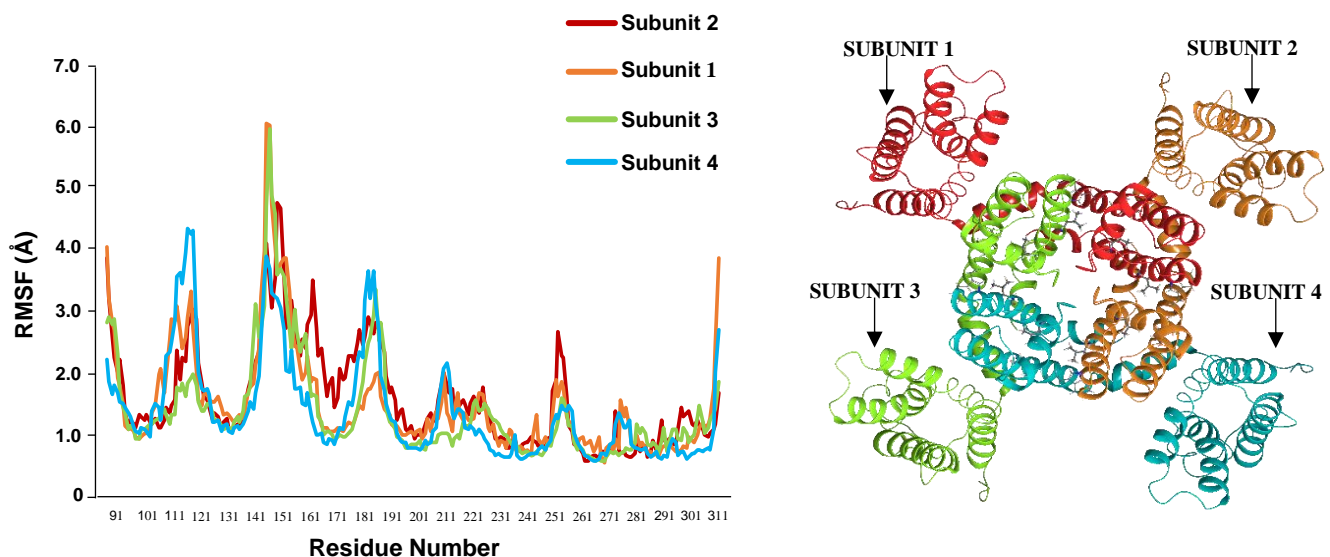 Subunit 2
Subunit 1
Subunit 3
Subunit 4
7.0
6.0
5.0
4.0
3.0
2.0
1.0
0
RMSF (Å)
91 101 111 121 131 141 151 161 171 181 191 201 211 221 231 241 251 261 271 281 291 301 311
Residue Number
SUBUNIT 1
SUBUNIT 2
SUBUNIT 3
SUBUNIT 4